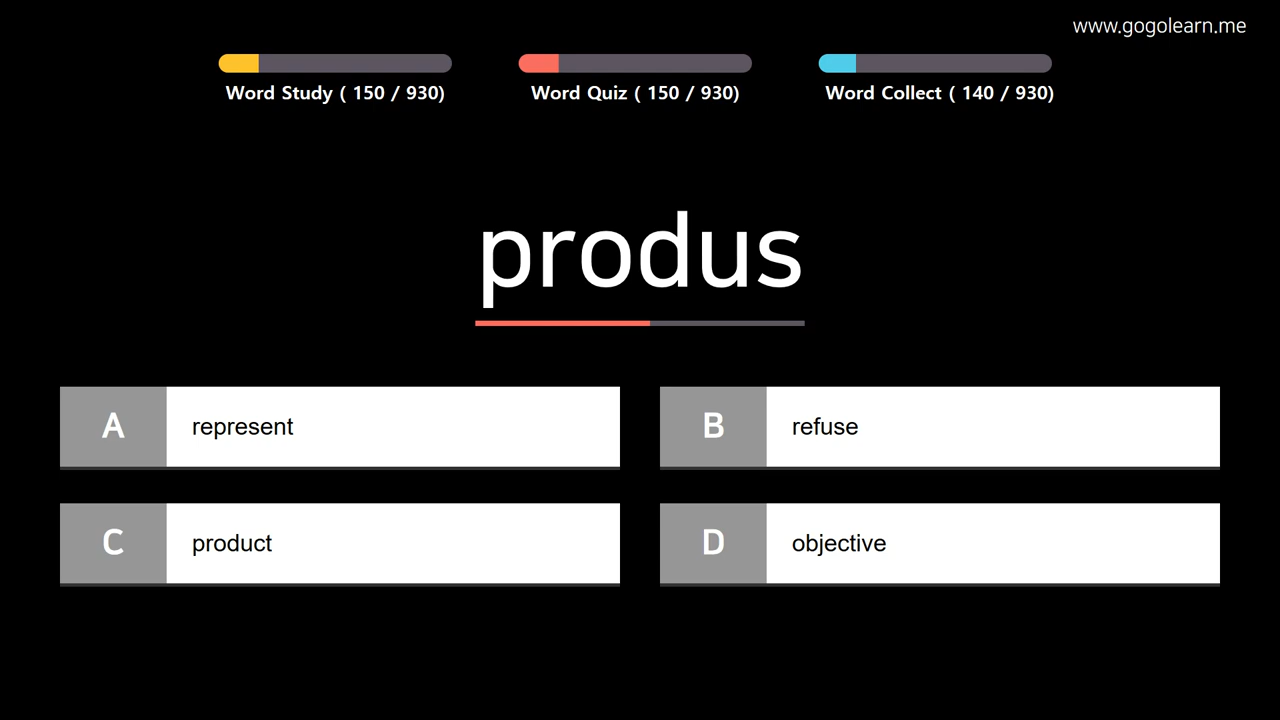 www.gogolearn.me
Word Study ( 150 / 930)
Word Quiz ( 150 / 930)
Word Collect ( 140 / 930)
produs
A represent
B refuse
C product
D objective